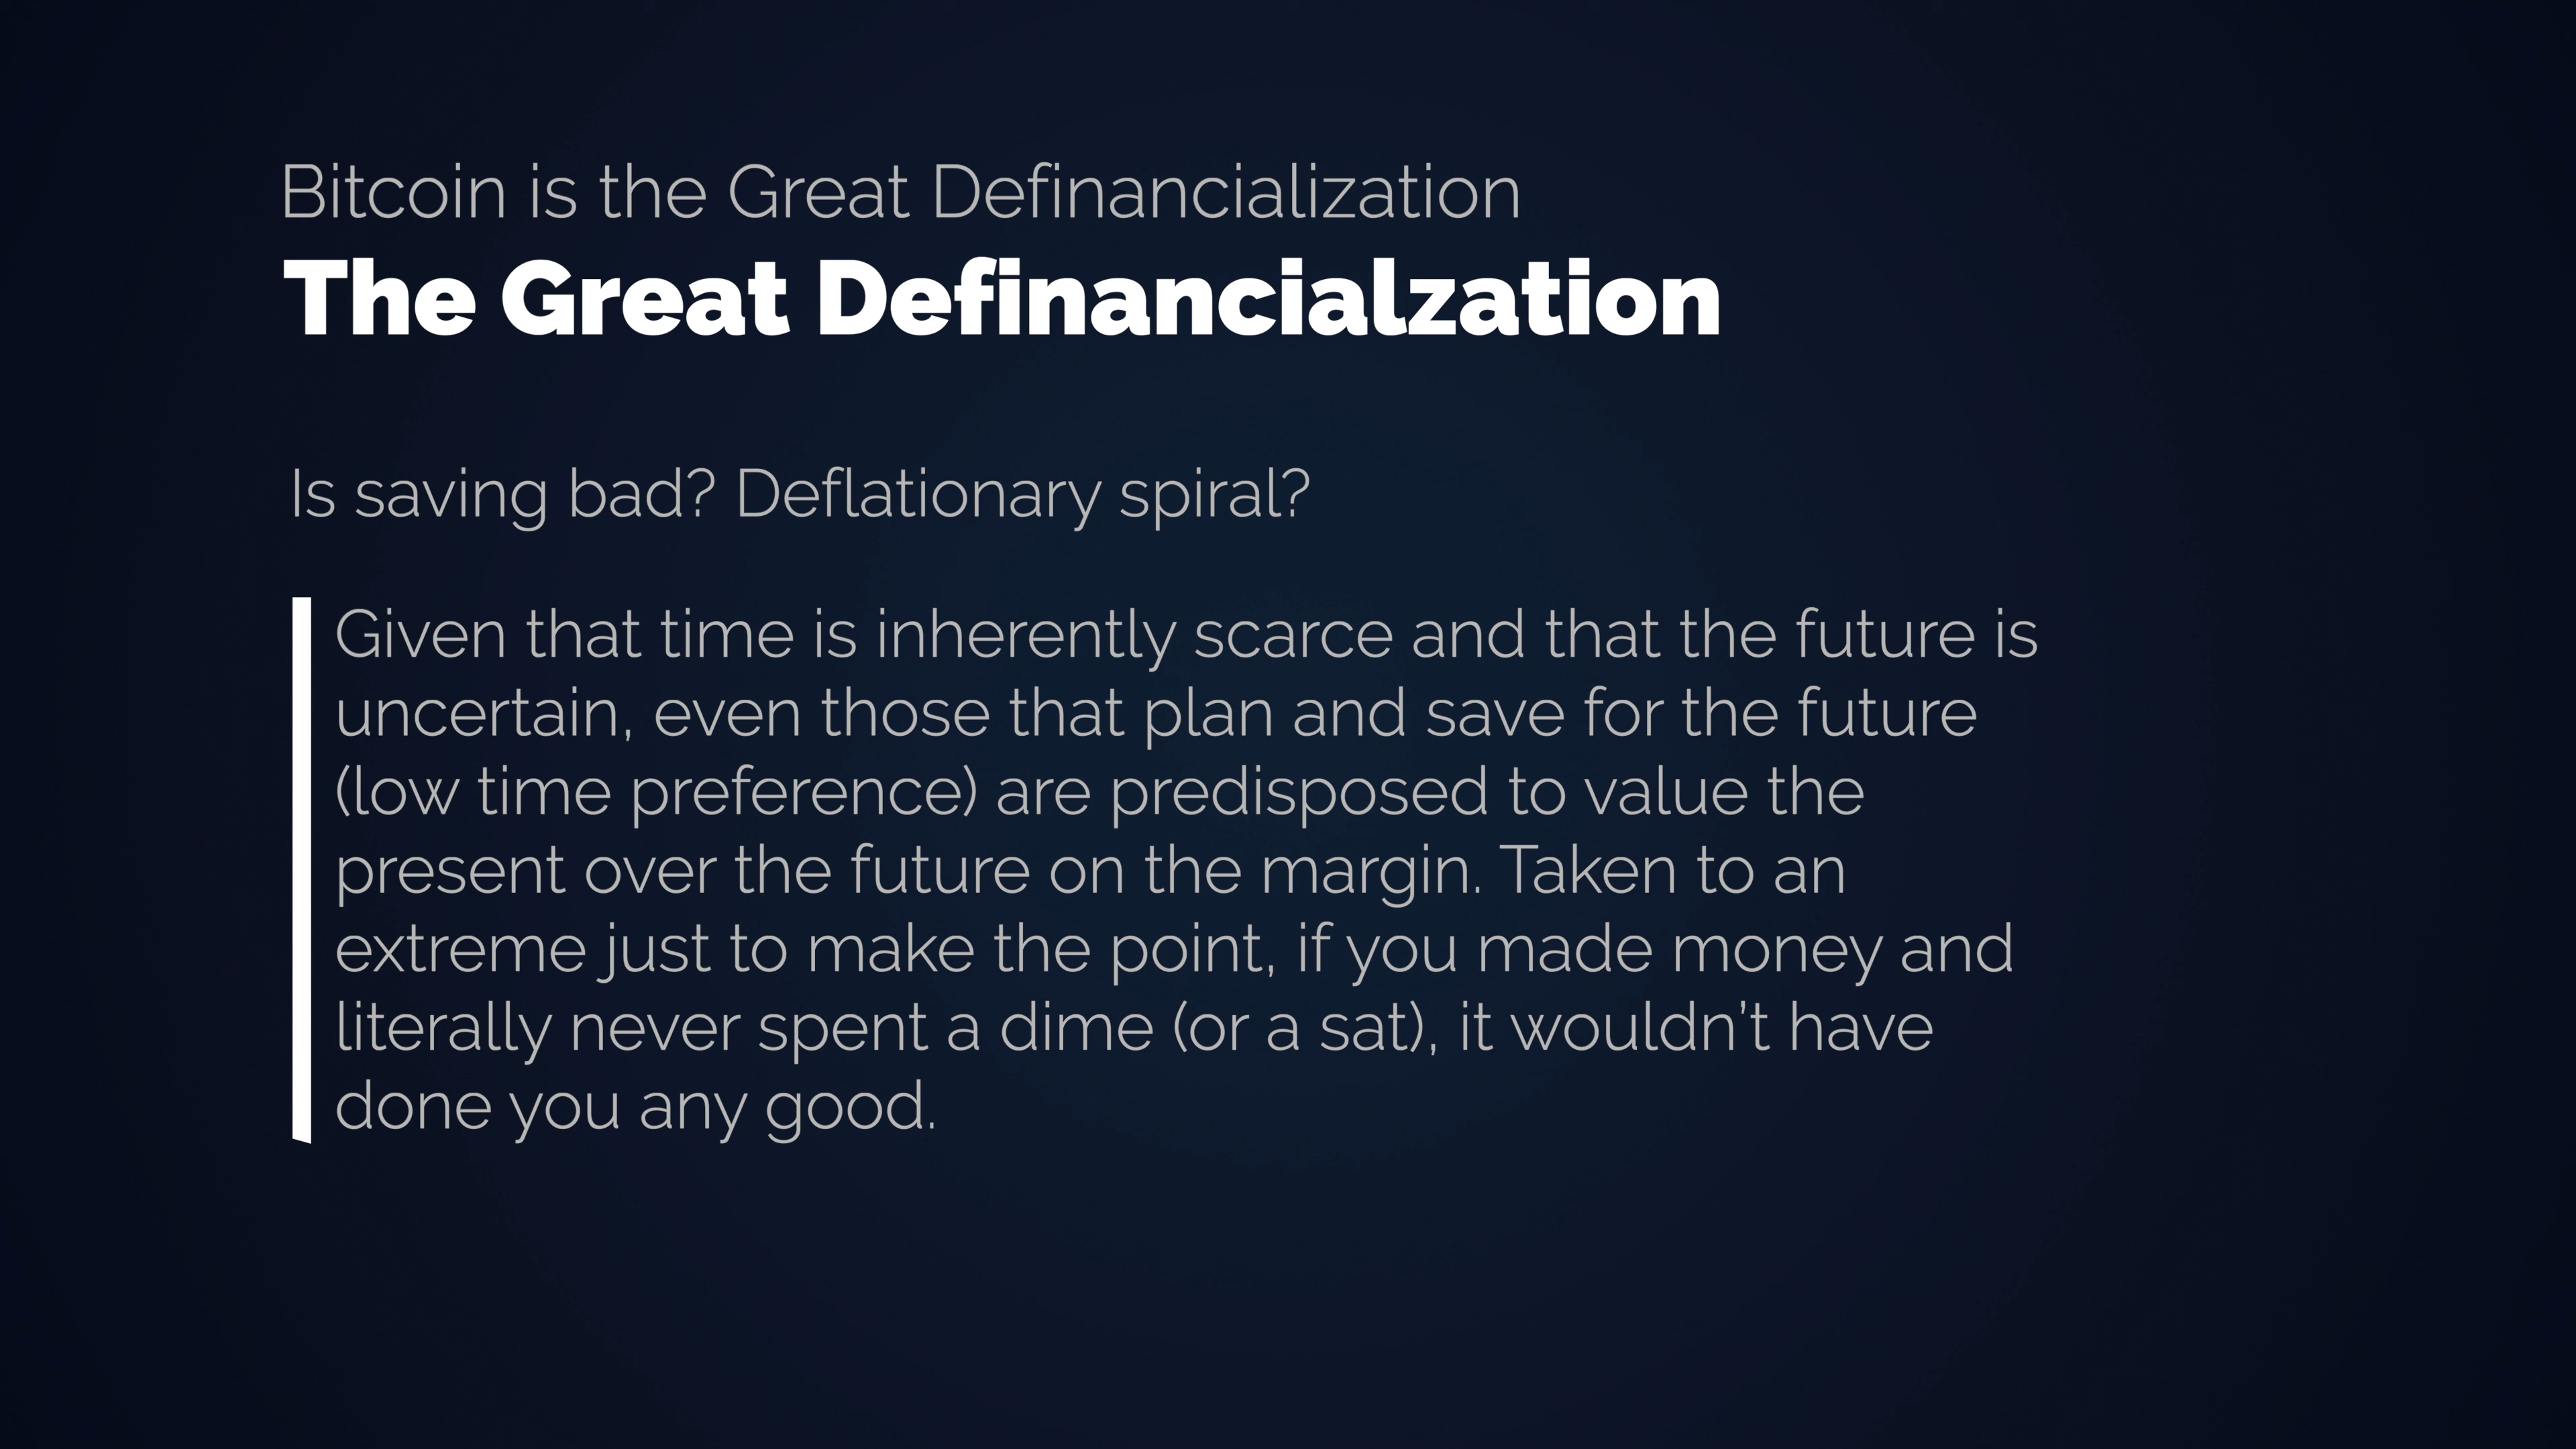 Bitcoin is the Great Definancialization
The Great Definancialzation
Is saving bad? Deflationary spiral?
Given that time is inherently scarce and that the future is
uncertain, even those that plan and save for the future
(low time preference) are predisposed to value the
present over the future on the margin. Taken to an
extreme just to make the point, if you made money and
literally never spent a dime (or a sat), it wouldn’t have
done you any good.